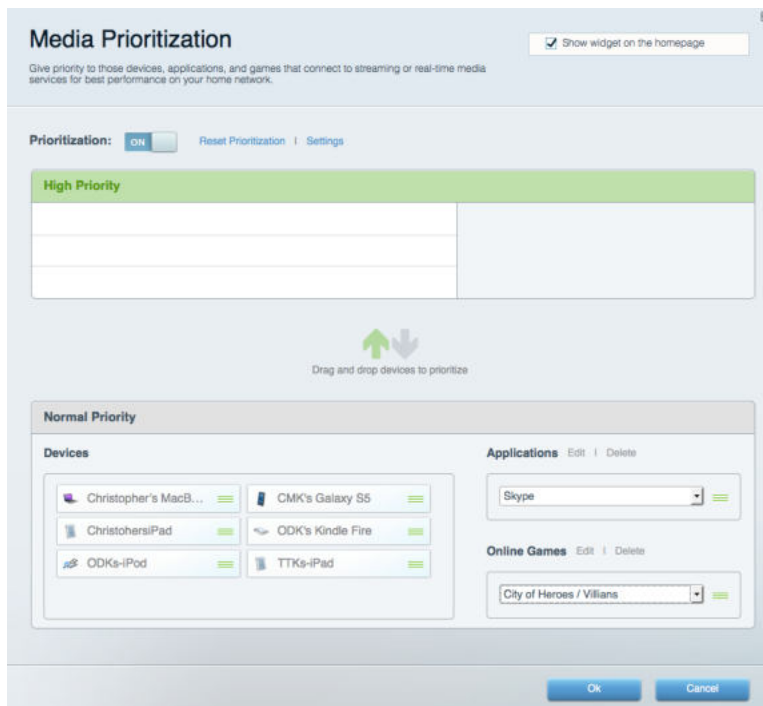 Media Prioritization
Show widget on the homepage
Give priority to those devices, applications, and games that connect to streaming or real-time media
services for best performance on your home network.
Prioritization: ON Reset Prioritization | Settings
High Priority
Drag and drop devices to prioritize
Normal Priority
Devices
Christopher's MacB...
CMK's Galaxy S5
ChristohersiPad
ODK's Kindle Fire
ODKs-iPod
TTKs-iPad
Applications Edit | Delete
Skype
Online Games Edit | Delete
City of Heroes / Villians
Ok
Cancel